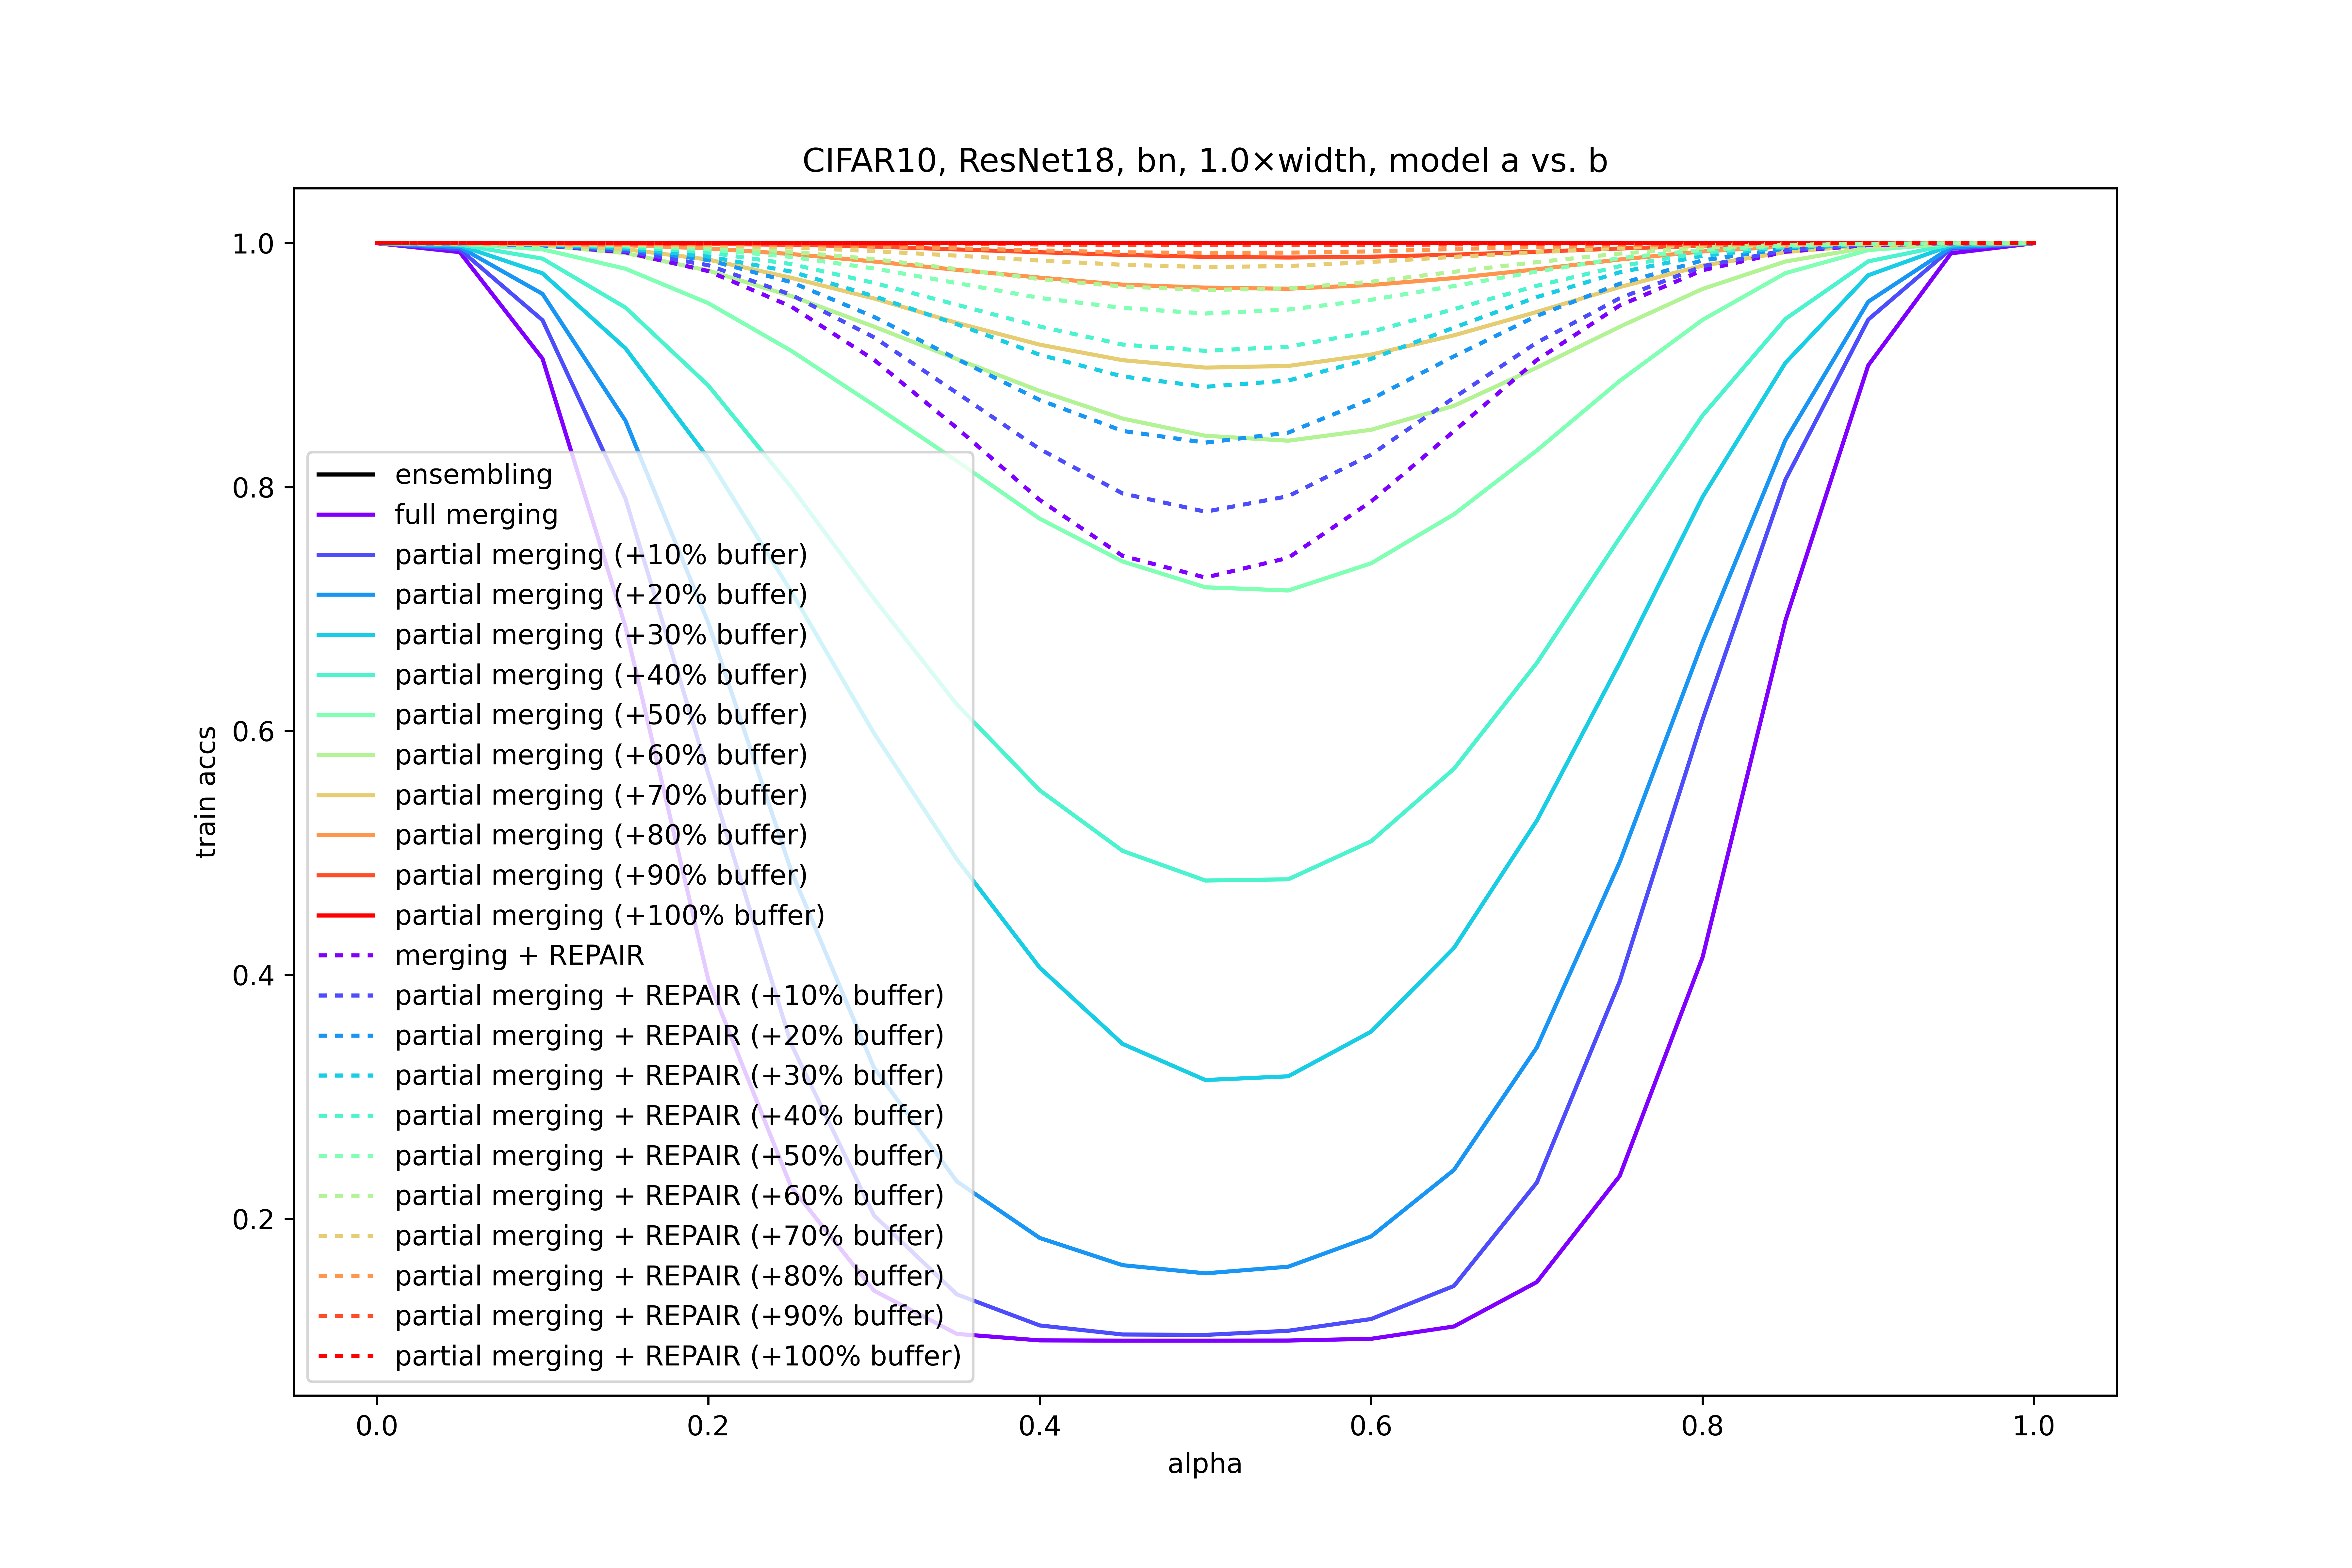 CIFAR10, ResNet18, bn, 1.0×width, model a vs. b
train accs
1.0
0.8
0.6
0.4
0.2
ensembling
full merging
partial merging (+10% buffer)
partial merging (+20% buffer)
partial merging (+30% buffer)
partial merging (+40% buffer)
partial merging (+50% buffer)
partial merging (+60% buffer)
partial merging (+70% buffer)
partial merging (+80% buffer)
partial merging (+90% buffer)
partial merging (+100% buffer)
merging + REPAIR
partial merging + REPAIR (+10% buffer)
partial merging + REPAIR (+20% buffer)
partial merging + REPAIR (+30% buffer)
partial merging + REPAIR (+40% buffer)
partial merging + REPAIR (+50% buffer)
partial merging + REPAIR (+60% buffer)
partial merging + REPAIR (+70% buffer)
partial merging + REPAIR (+80% buffer)
partial merging + REPAIR (+90% buffer)
partial merging + REPAIR (+100% buffer)
0.0 0.2 0.4 0.6 0.8 1.0
alpha